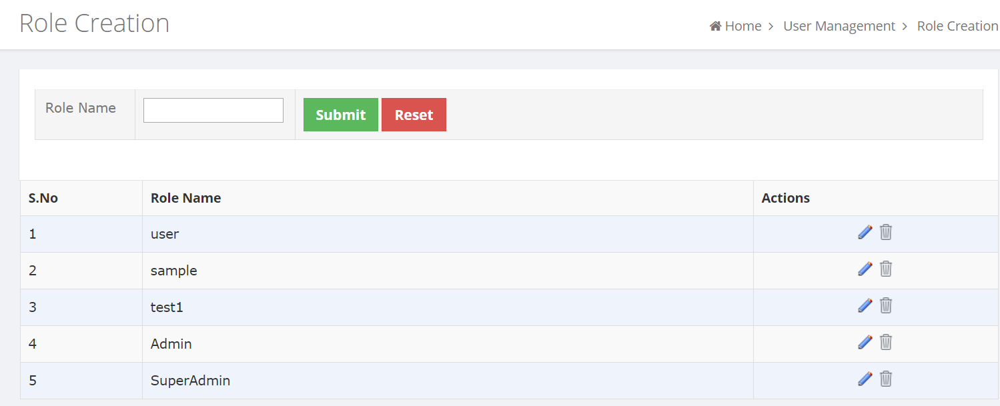 Role Creation
Home > User Management > Role Creation
Role Name
Submit Reset
S.No Role Name Actions
1 user
2 sample
3 test1
4 Admin
5 SuperAdmin